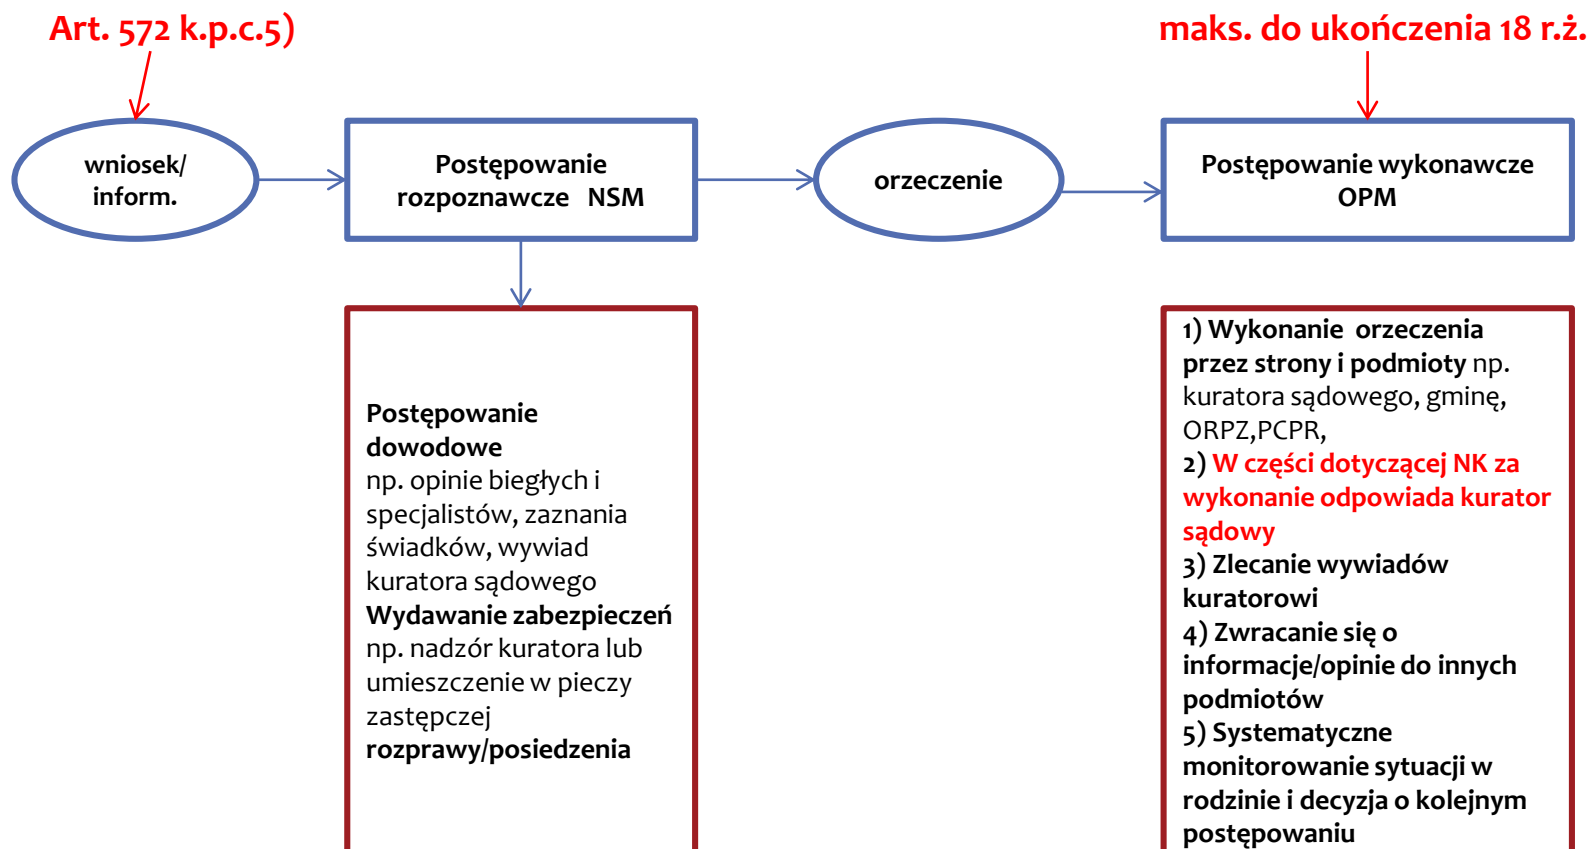 Art. 572 k.p.c.5)
maks. do ukończenia 18 r.ż.
wniosek/
inform.
Postępowanie
rozpoznawcze NSM
orzeczenie
Postępowanie wykonawcze
OPM
Postępowanie
dowodowe
np. opinie biegłych i
specjalistów, zaznania
świadków, wywiad
kuratora sądowego
Wydawanie zabezpieczeń
np. nadzór kuratora lub
umieszczenie w pieczy
zastępczej
rozprawy/posiedzenia
1) Wykonanie orzeczenia
przez strony i podmioty np.
kuratora sądowego, gminę,
ORPZ,PCPR,
2) W części dotyczącej NK za
wykonanie odpowiada kurator
sądowy
3) Zlecanie wywiadów
kuratorowi
4) Zwracanie się o
informacje/opinie do innych
podmiotów
5) Systematyczne
monitorowanie sytuacji w
rodzinie i decyzja o kolejnym
postępowaniu